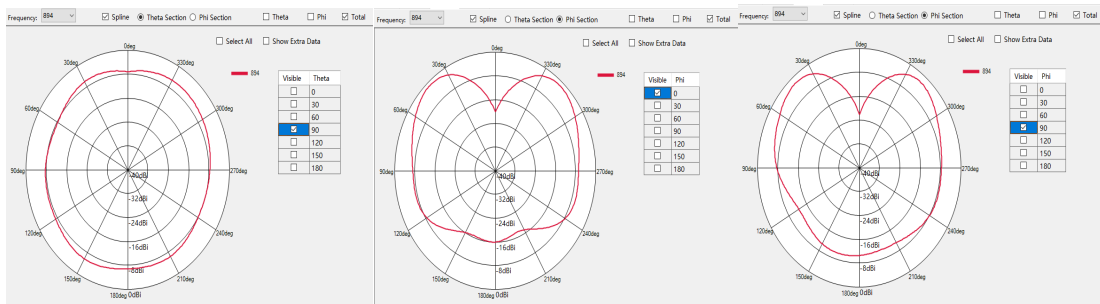 Frequency: 894 Spline Theta Section Phi Section Theta Phi Total
Select All Show Extra Data
0deg
30deg
330deg
60deg
300deg
90deg
270deg
120deg
240deg
150deg
210deg
180deg 0dBi
-40dBi
-32dBi
-24dBi
-16dBi
-8dBi
894
Visible Theta
0
30
60
90
120
150
180
Frequency: 894 Spline Theta Section Phi Section Theta Phi Total
Select All Show Extra Data
0deg
30deg
330deg
60deg
300deg
90deg
270deg
120deg
240deg
150deg
210deg
180deg 0dBi
-40dBi
-32dBi
-24dBi
-16dBi
-8dBi
894
Visible Phi
0
30
60
90
120
150
180
Frequency: 894 Spline Theta Section Phi Section Theta Phi Total
Select All Show Extra Data
0deg
30deg
330deg
60deg
300deg
90deg
270deg
120deg
240deg
150deg
210deg
180deg 0dBi
-40dBi
-32dBi
-24dBi
-16dBi
-8dBi
894
Visible Phi
0
30
60
90
120
150
180